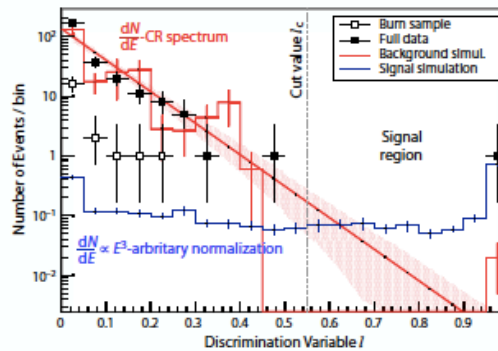 dN/dE-CR spectrum
Burn sample
Full data
Background simul.
Signal simulation
Cut value lc
Signal region
dN/dE ∝ E³-arbritary normalization
Number of Events / bin
10²
10
1
10⁻¹
10⁻²
0 0.1 0.2 0.3 0.4 0.5 0.6 0.7 0.8 0.9
Discrimination Variable l